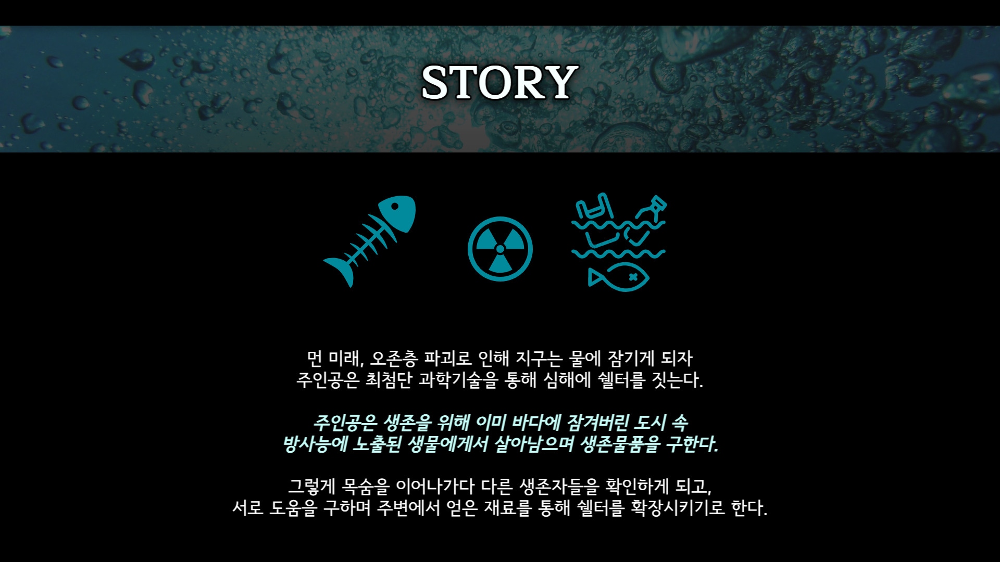 STORY
먼 미래, 오존층 파괴로 인해 지구는 물에 잠기게 되자
주인공은 최첨단 과학기술을 통해 심해에 쉘터를 짓는다.
주인공은 생존을 위해 이미 바다에 잠겨버린 도시 속
방사능에 노출된 생물에게서 살아남으며 생존물품을 구한다.
그렇게 목숨을 이어나가다 다른 생존자들을 확인하게 되고,
서로 도움을 구하며 주변에서 얻은 재료를 통해 쉘터를 확장시키기로 한다.